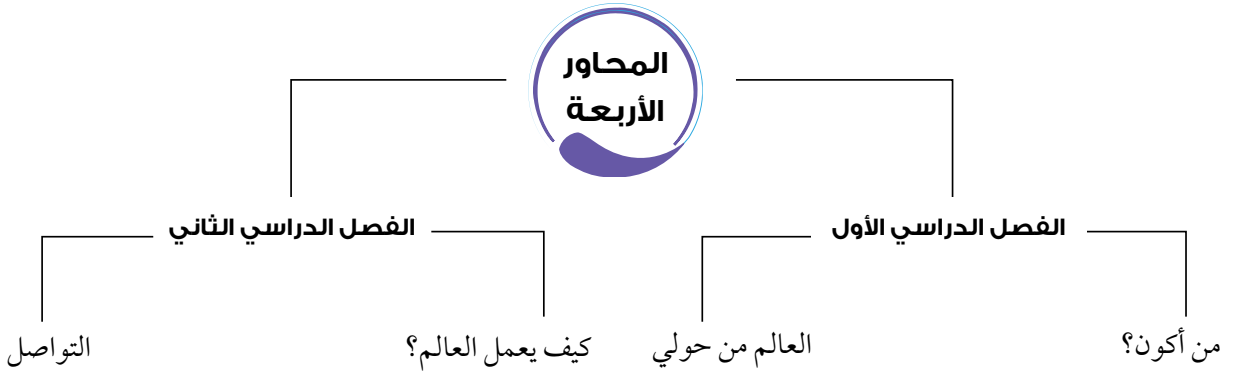 المحاور
الأربعة
الفصل الدراسي الأول
الفصل الدراسي الثاني
من أكون؟
العالم من حولي
كيف يعمل العالم؟
التواصل